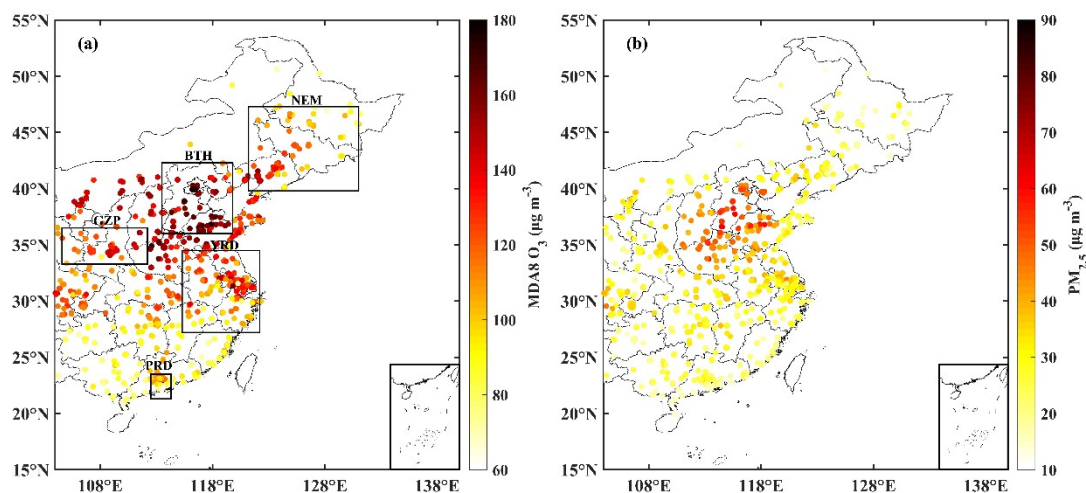 (a)
55°N
50°N
45°N
40°N
35°N
30°N
25°N
20°N
15°N
108°E
118°E
128°E
138°E
NEM
BTH
GZP
YRD
PRD
180
160
140
120
100
80
60
MDA8 O3 (μg m-3)
(b)
55°N
50°N
45°N
40°N
35°N
30°N
25°N
20°N
15°N
108°E
118°E
128°E
138°E
90
80
70
60
50
40
30
20
10
PM2.5 (μg m-3)